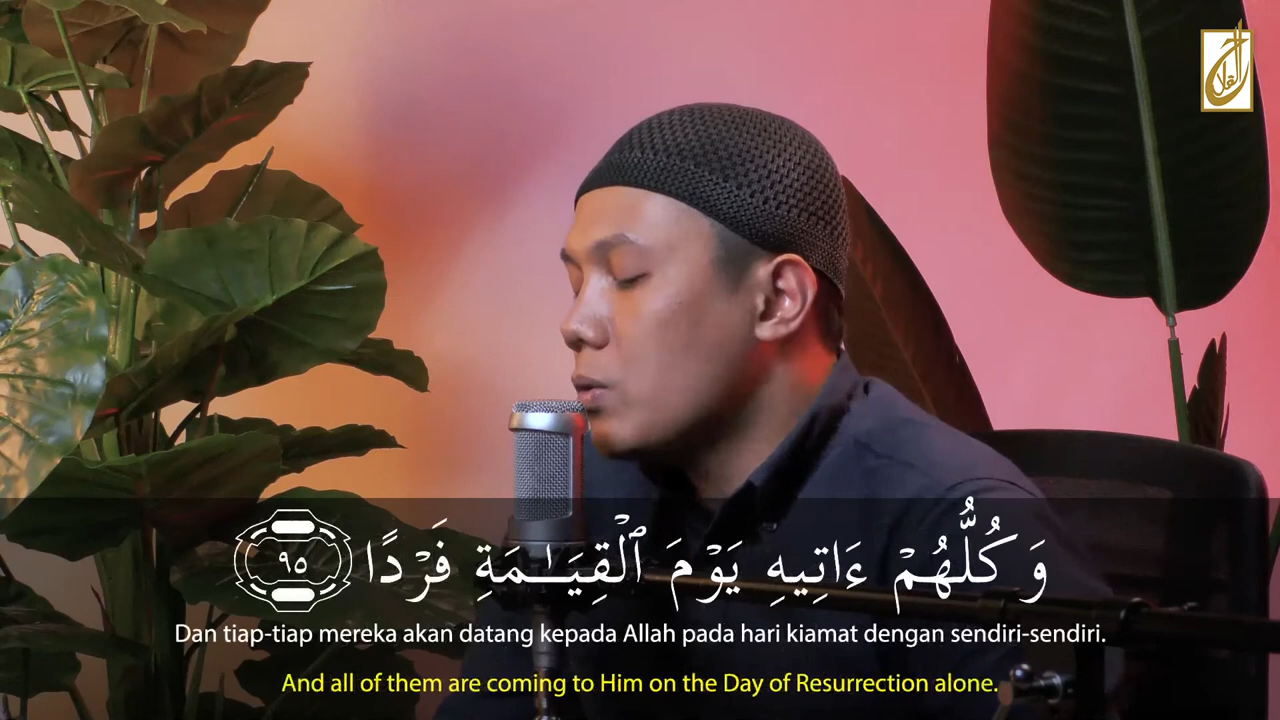 وَكُلُّهُمْ ءَاتِيهِ يَوْمَ ٱلْقِيَـٰمَةِ فَرْدًا ٩٥
Dan tiap-tiap mereka akan datang kepada Allah pada hari kiamat dengan sendiri-sendiri.
And all of them are coming to Him on the Day of Resurrection alone.